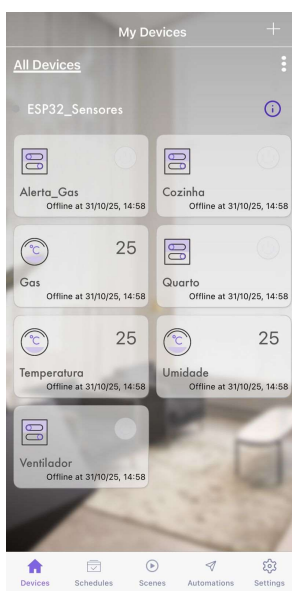 My Devices
All Devices
ESP32_Sensores
Alerta_Gas
Offline at 31/10/25, 14:58
Cozinha
Offline at 31/10/25, 14:58
°C
25
Gas
Offline at 31/10/25, 14:58
Quarto
Offline at 31/10/25, 14:58
°C
25
Temperatura
Offline at 31/10/25, 14:58
°C
25
Umidade
Offline at 31/10/25, 14:58
Ventilador
Offline at 31/10/25, 14:58
Devices
Schedules
Scenes
Automations
Settings